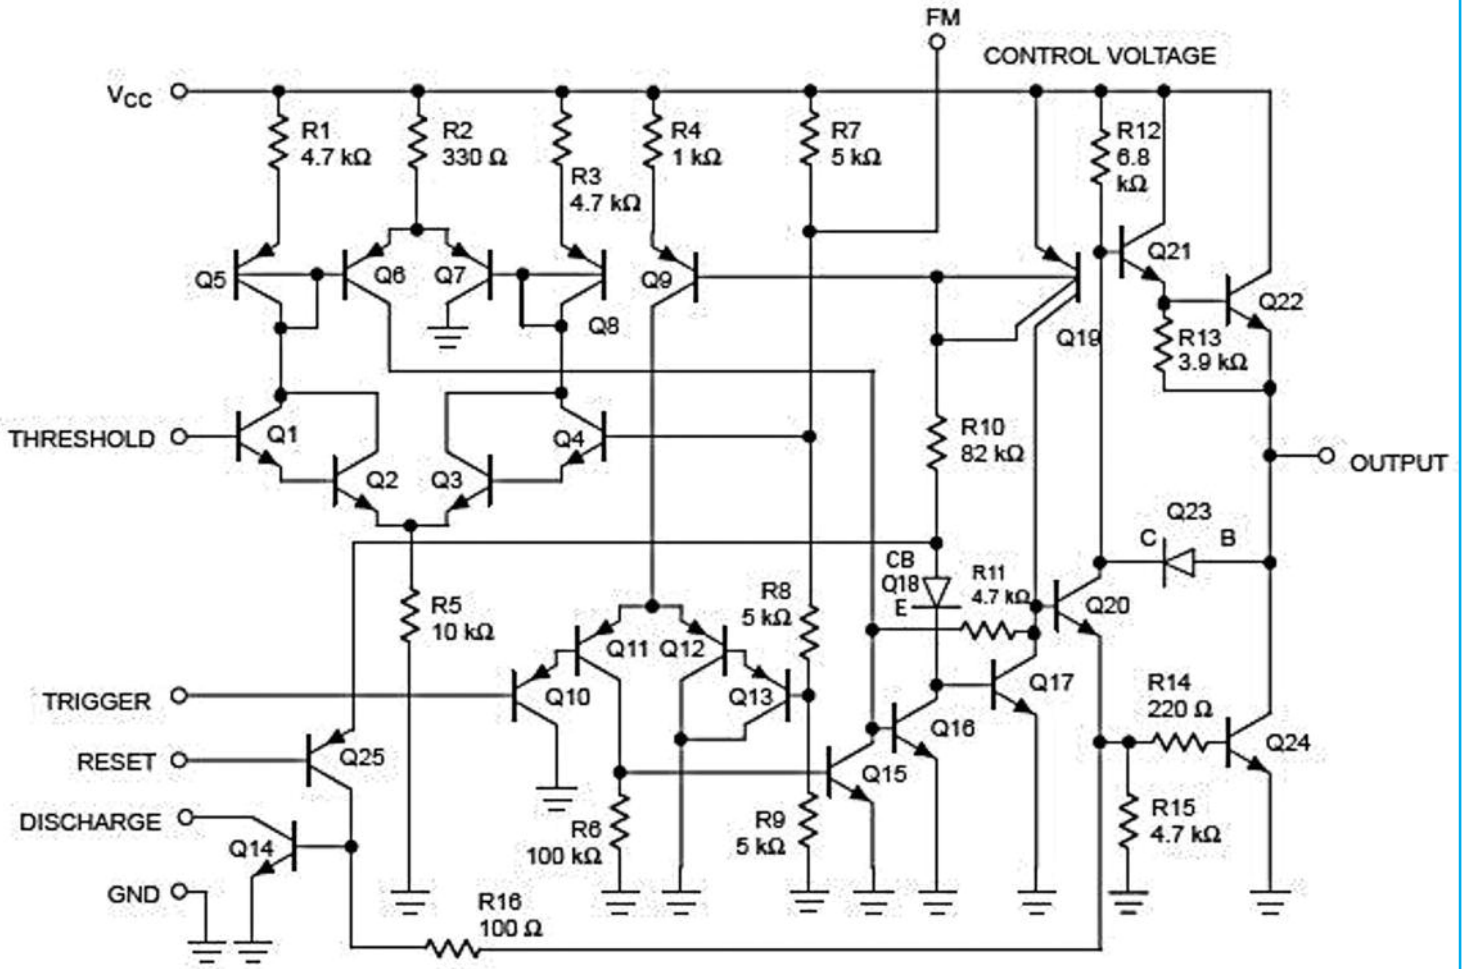 FM
CONTROL VOLTAGE
VCC
R1
4.7 kΩ
R2
330 Ω
R3
4.7 kΩ
R4
1 kΩ
R7
5 kΩ
R12
6.8
kΩ
Q5
Q6
Q7
Q8
Q9
Q19
Q21
Q22
R13
3.9 kΩ
THRESHOLD
Q1
Q2
Q3
Q4
R10
82 kΩ
OUTPUT
Q23
C
B
CB
Q18
E
R11
4.7 kΩ
Q20
R5
10 kΩ
R8
5 kΩ
Q11
Q12
TRIGGER
Q10
Q13
Q17
R14
220 Ω
Q16
Q24
RESET
Q25
Q15
DISCHARGE
Q14
R6
100 kΩ
R9
5 kΩ
R15
4.7 kΩ
GND
R16
100 Ω